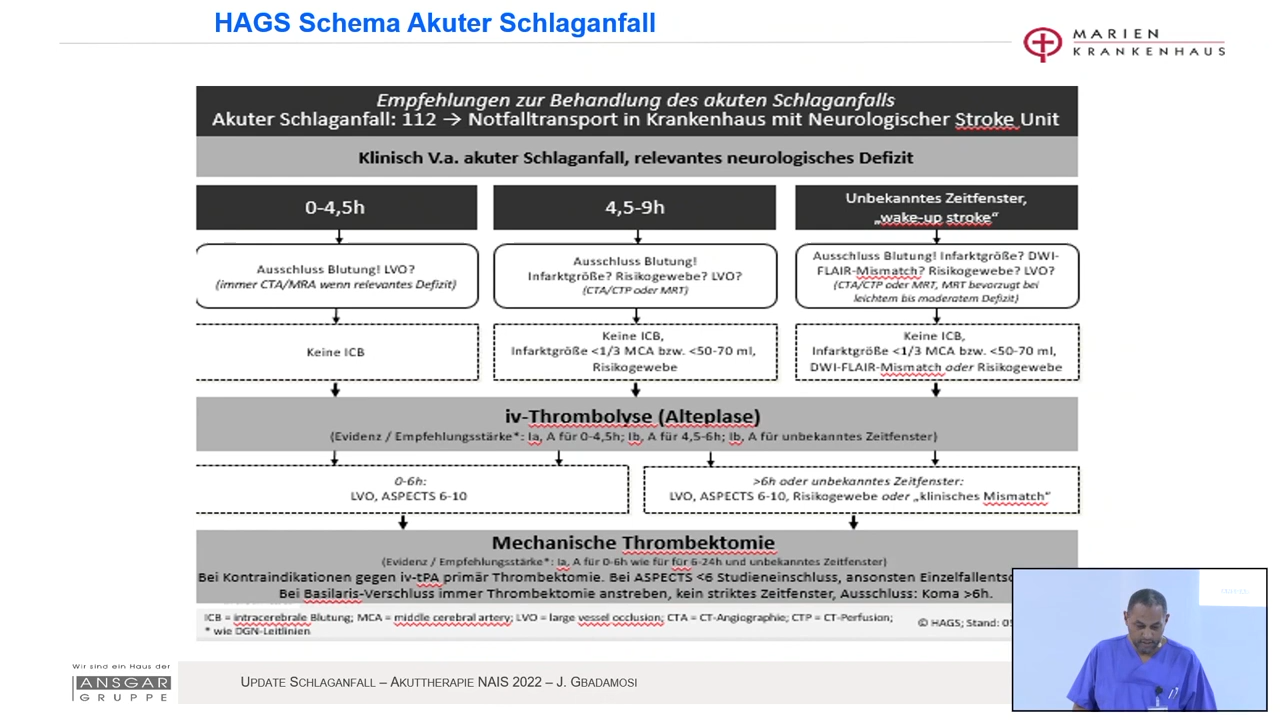 HAGS Schema Akuter Schlaganfall
MARIEN
KRANKENHAUS
Empfehlungen zur Behandlung des akuten Schlaganfalls
Akuter Schlaganfall: 112 → Notfalltransport in Krankenhaus mit Neurologischer Stroke Unit
Klinisch V.a. akuter Schlaganfall, relevantes neurologisches Defizit
0-4,5h
Ausschluss Blutung! LVO?
(immer CTA/MRA wenn relevantes Defizit)
Keine ICB
4,5-9h
Ausschluss Blutung!
Infarktgröße? Risikogewebe? LVO?
(CTA/CTP oder MRT)
Keine ICB,
Infarktgröße <1/3 MCA bzw. <50-70 ml,
Risikogewebe
Unbekanntes Zeitfenster,
„wake-up stroke“
Ausschluss Blutung! Infarktgröße? DWI-
FLAIR-Mismatch? Risikogewebe? LVO?
(CTA/CTP oder MRT, MRT bevorzugt bei
leichtem bis moderatem Defizit)
Keine ICB,
Infarktgröße <1/3 MCA bzw. <50-70 ml,
DWI-FLAIR-Mismatch oder Risikogewebe
iv-Thrombolyse (Alteplase)
(Evidenz / Empfehlungsstärke*: Ia, A für 0-4,5h; Ib, A für 4,5-6h; Ib, A für unbekanntes Zeitfenster)
0-6h:
LVO, ASPECTS 6-10
>6h oder unbekanntes Zeitfenster:
LVO, ASPECTS 6-10, Risikogewebe oder „klinisches Mismatch“
Mechanische Thrombektomie
(Evidenz / Empfehlungsstärke*: Ia, A für 0-6h wie für für 6-24h und unbekanntes Zeitfenster)
Bei Kontraindikationen gegen iv-tPA primär Thrombektomie. Bei ASPECTS <6 Studieneinschluss, ansonsten
Bei Basilaris-Verschluss immer Thrombektomie anstreben, kein striktes Zeitfenster, Ausschluss: Koma >6h.
ICB = intracerebrale Blutung; MCA = middle cerebral artery; LVO = large vessel occlusion; CTA = CT-Angiographie; CTP = CT-Perfusion;
* wie DGN-Leitlinien
© HAGS; Stand:
Wir sind ein Haus der
ANSGAR
GRUPPE
UPDATE SCHLAGANFALL – AKUTTHERAPIE NAIS 2022 – J. GBADAMOSI